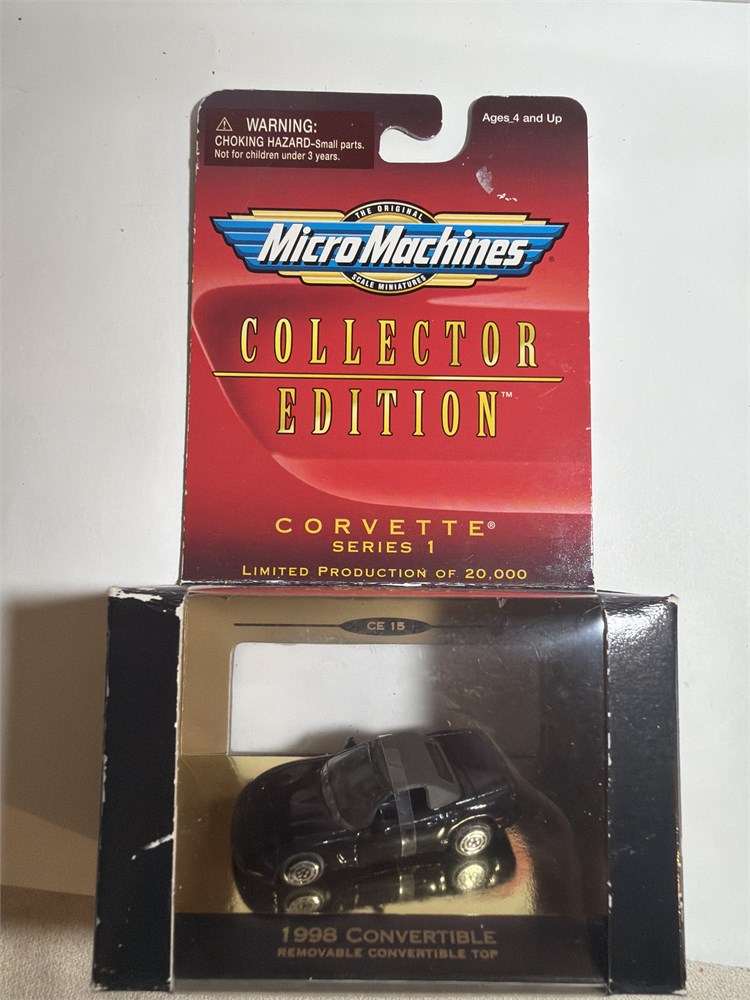 ⚠ WARNING:
CHOKING HAZARD–Small parts.
Not for children under 3 years.
Ages 4 and Up
THE ORIGINAL
Micro Machines®
SCALE MINIATURES
COLLECTOR
EDITION™
CORVETTE®
SERIES 1
LIMITED PRODUCTION OF 20,000
CE 15
1998 CONVERTIBLE
REMOVABLE CONVERTIBLE TOP